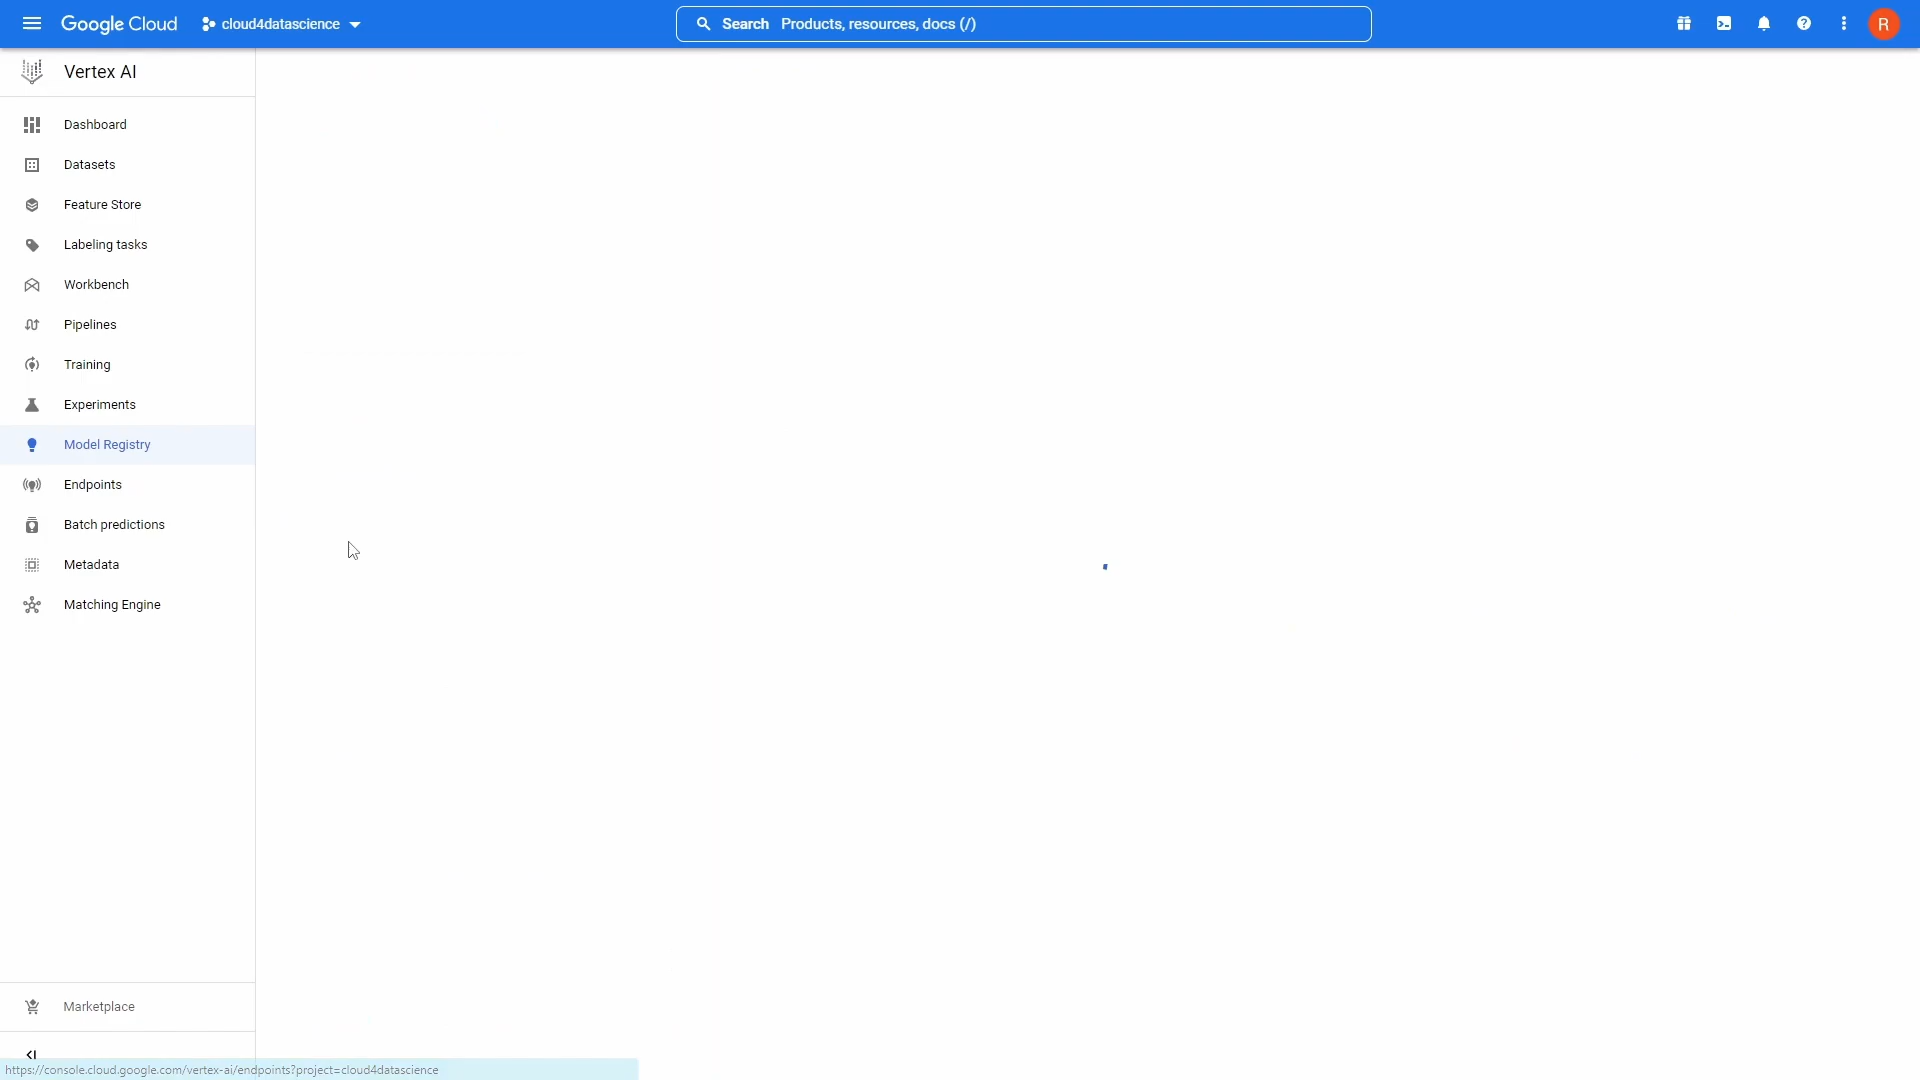 Google Cloud
cloud4datascience
Search Products, resources, docs (/)
R
Vertex AI
Dashboard
Datasets
Feature Store
Labeling tasks
Workbench
Pipelines
Training
Experiments
Model Registry
Endpoints
Batch predictions
Metadata
Matching Engine
Marketplace
https://console.cloud.google.com/vertex-ai/endpoints?project=cloud4datascience